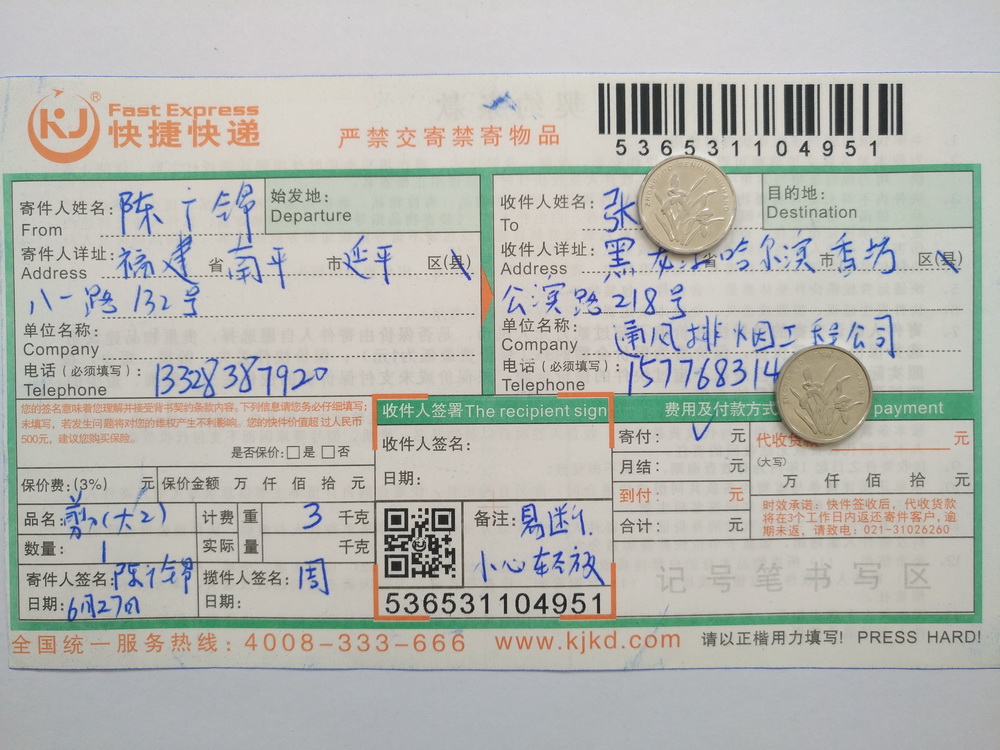 KJ ® Fast Express
快捷快递
严禁交寄禁寄物品
536531104951
寄件人姓名: 陈广锦
From
始发地:
Departure
寄件人详址: 福建 省 南平 市 延平 区(县)
Address
八一路132号
单位名称:
Company
电话(必须填写): 13328387920
Telephone
收件人姓名: 张
To
目的地:
Destination
收件人详址: 黑龙江 省 哈尔滨 市 香坊 区(县)
Address
公滨路218号
单位名称: 通风排烟工程公司
Company
电话(必须填写): 157768314
Telephone
您的签名意味着您理解并接受背书契约条款内容。下列信息请您务必仔细填写;
未填写,若发生问题将对您的维权产生不利影响。您的快件价值超过人民币
500元,建议您购买保险。
是否保价: □是 □否
保价费:(3%) 元 保价金额 万 仟 佰 拾 元
品名: 剪刀(大2) 计费重量 3 千克
数量: 1 实际重量 千克
寄件人签名: 陈广锦
日期: 6月27日
揽件人签名: 周
日期:
收件人签署 The recipient sign
收件人签名:
日期:
备注: 易断.
小心轻放
536531104951
费用及付款方式 payment
寄付: √ 元
月结: 元
到付: 元
合计: 元
代收货 元
(大写)
万 仟 佰 拾 元
时效承诺: 快件签收后,代收货款
将在3个工作日内返还寄件客户,逾
期未返,请致电: 021-31026260
记号笔书写区
全国统一服务热线: 4008-333-666 www.kjkd.com 请以正楷用力填写! PRESS HARD!